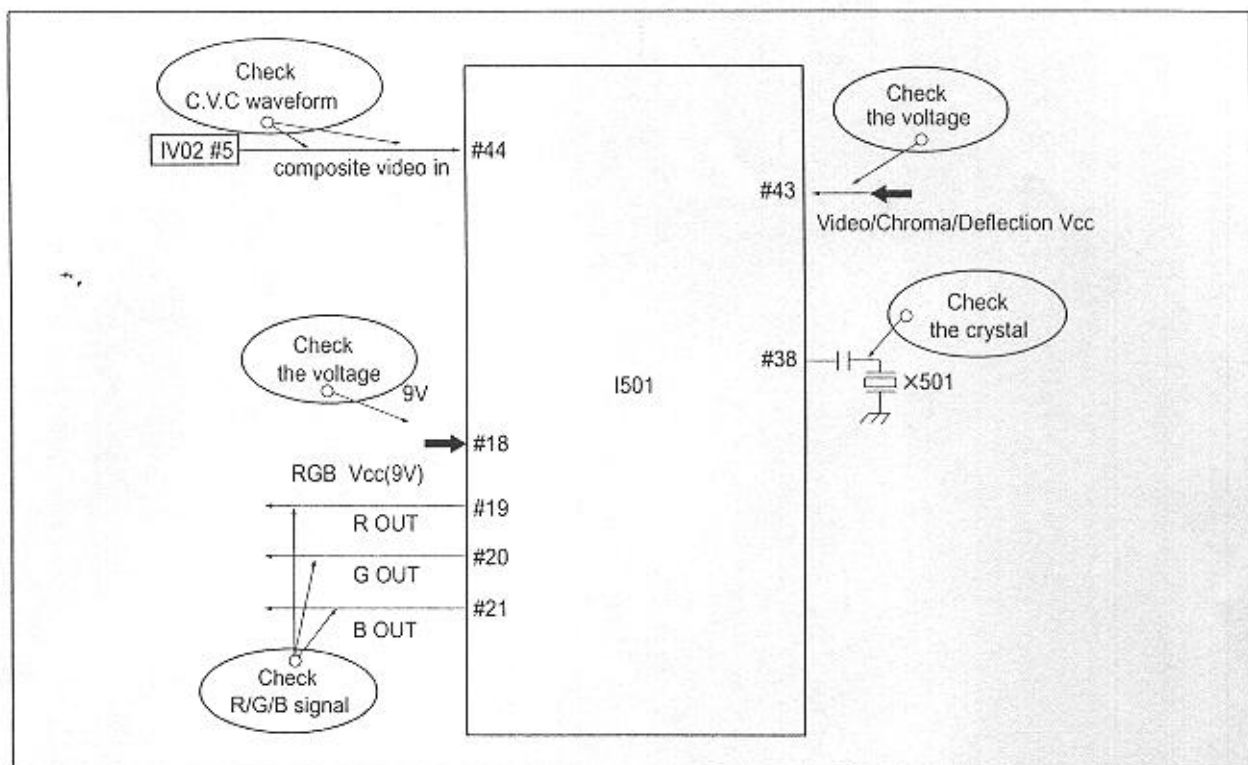 Check
C.V.C waveform
IV02 #5
composite video in
#44
Check
the voltage
#43
Video/Chroma/Deflection Vcc
Check
the crystal
#38
X501
I501
Check
the voltage
9V
#18
RGB Vcc(9V)
#19
R OUT
#20
G OUT
#21
B OUT
Check
R/G/B signal